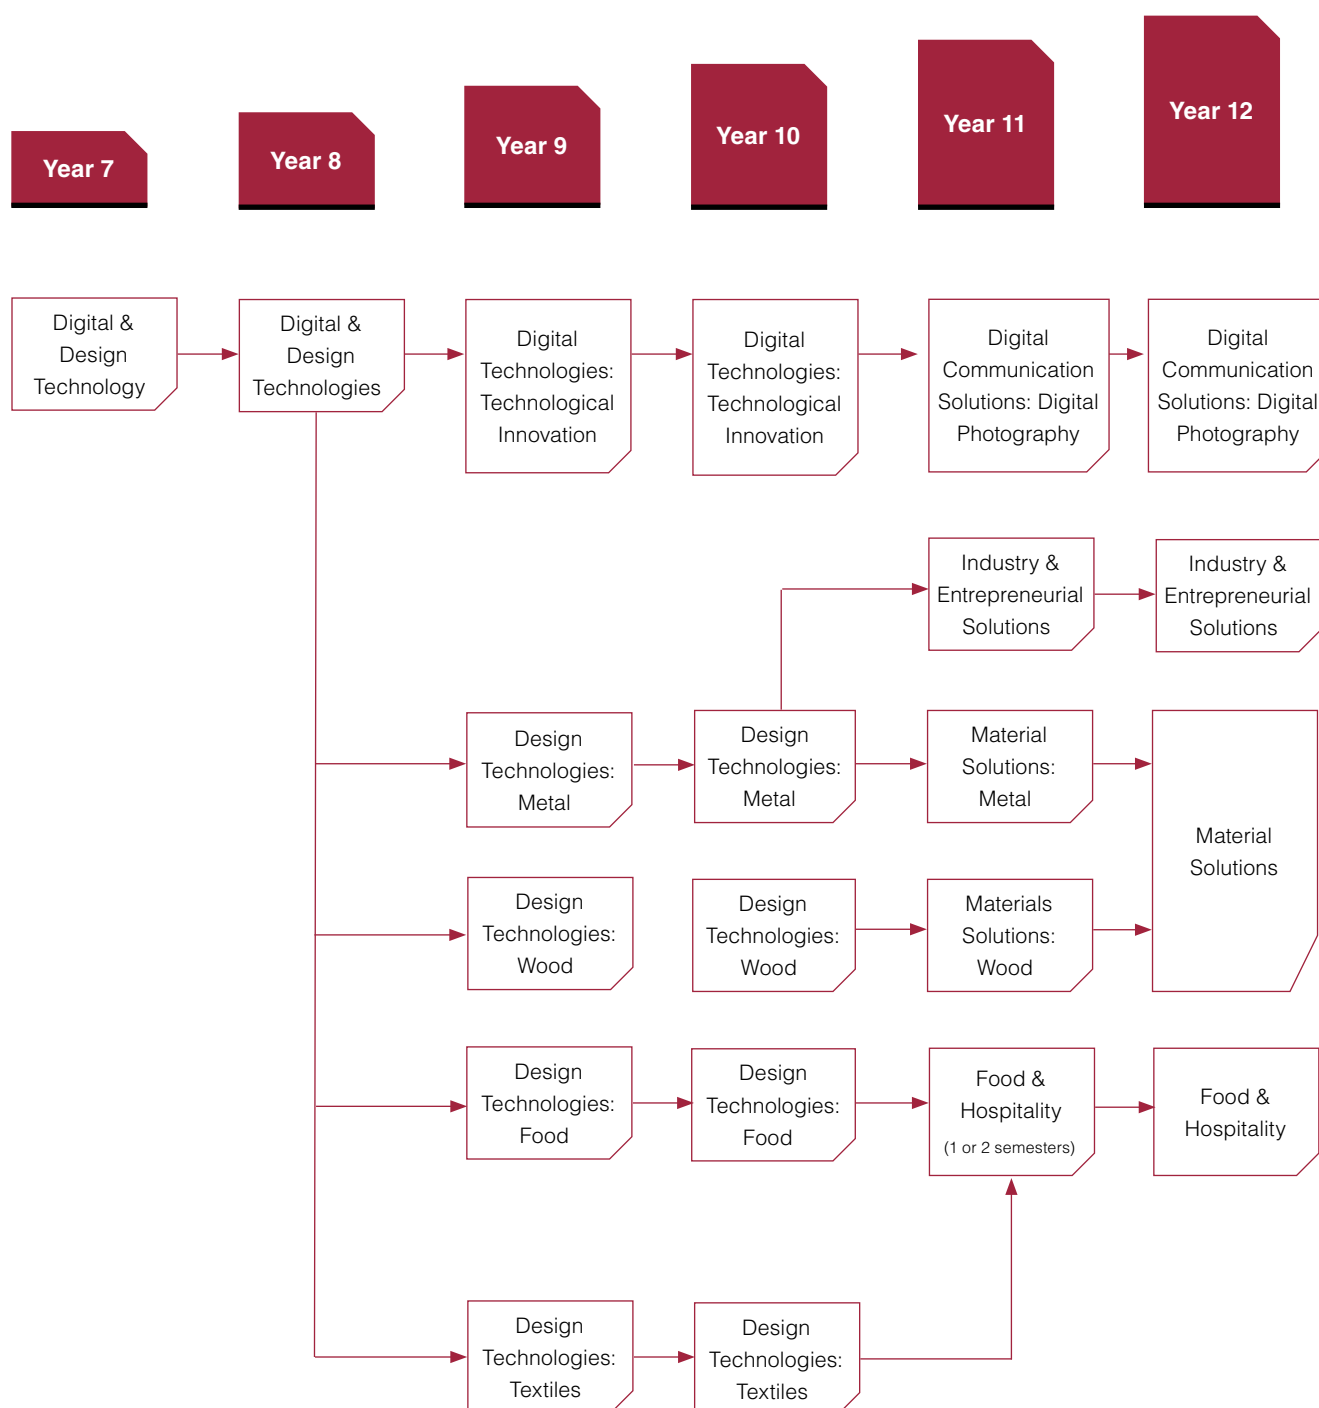 Year 7
Year 8
Year 9
Year 10
Year 11
Year 12
Digital &
Design
Technology
Digital &
Design
Technologies
Digital
Technologies:
Technological
Innovation
Digital
Technologies:
Technological
Innovation
Digital
Communication
Solutions: Digital
Photography
Digital
Communication
Solutions: Digital
Photography
Industry &
Entrepreneurial
Solutions
Industry &
Entrepreneurial
Solutions
Design
Technologies:
Metal
Design
Technologies:
Metal
Material
Solutions:
Metal
Material
Solutions
Design
Technologies:
Wood
Design
Technologies:
Wood
Materials
Solutions:
Wood
Design
Technologies:
Food
Design
Technologies:
Food
Food &
Hospitality
(1 or 2 semesters)
Food &
Hospitality
Design
Technologies:
Textiles
Design
Technologies:
Textiles